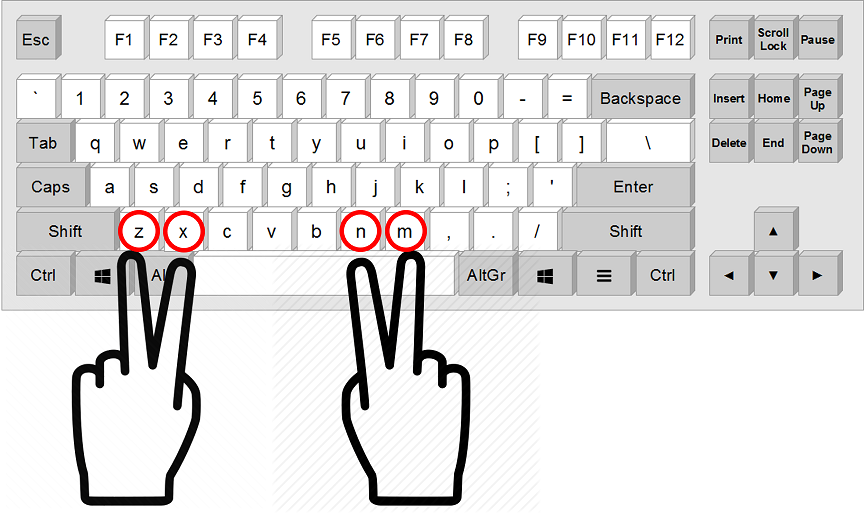 Esc F1 F2 F3 F4 F5 F6 F7 F8 F9 F10 F11 F12 Print Scroll Lock Pause
` 1 2 3 4 5 6 7 8 9 0 - = Backspace Insert Home Page Up
Tab q w e r t y u i o p [ ] \ Delete End Page Down
Caps a s d f g h j k l ; ' Enter
Shift z x c v b n m , . / Shift ▲
Ctrl Al AltGr ☰ Ctrl ◄ ▼ ►